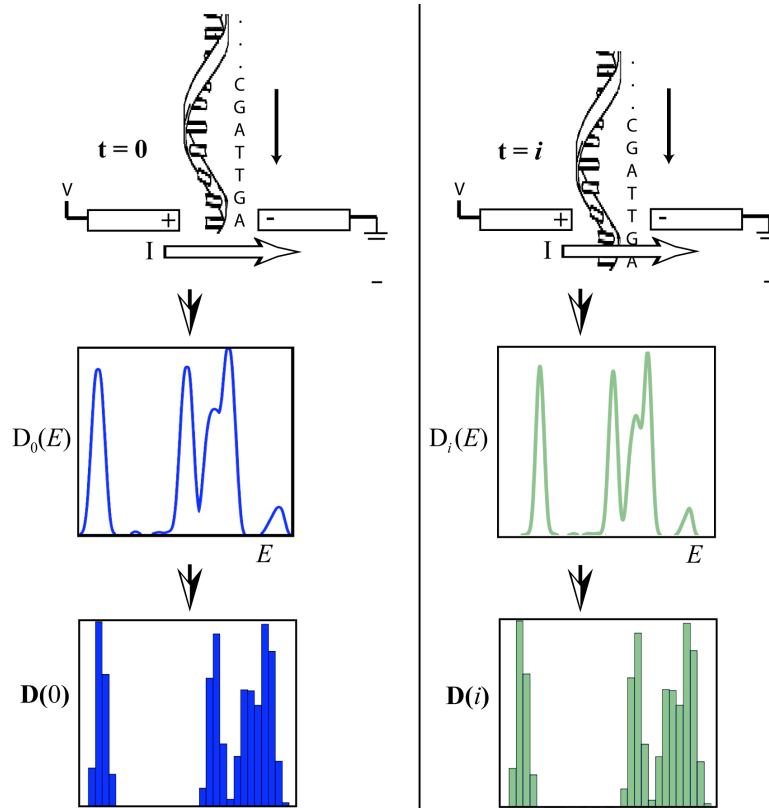 .
.
.
C
G
A
T
T
G
A
t = 0
V
+
-
I
-
D₀(E)
E
D(0)
.
.
.
C
G
A
T
T
G
A
t = i
V
+
-
I
-
Dᵢ(E)
E
D(i)